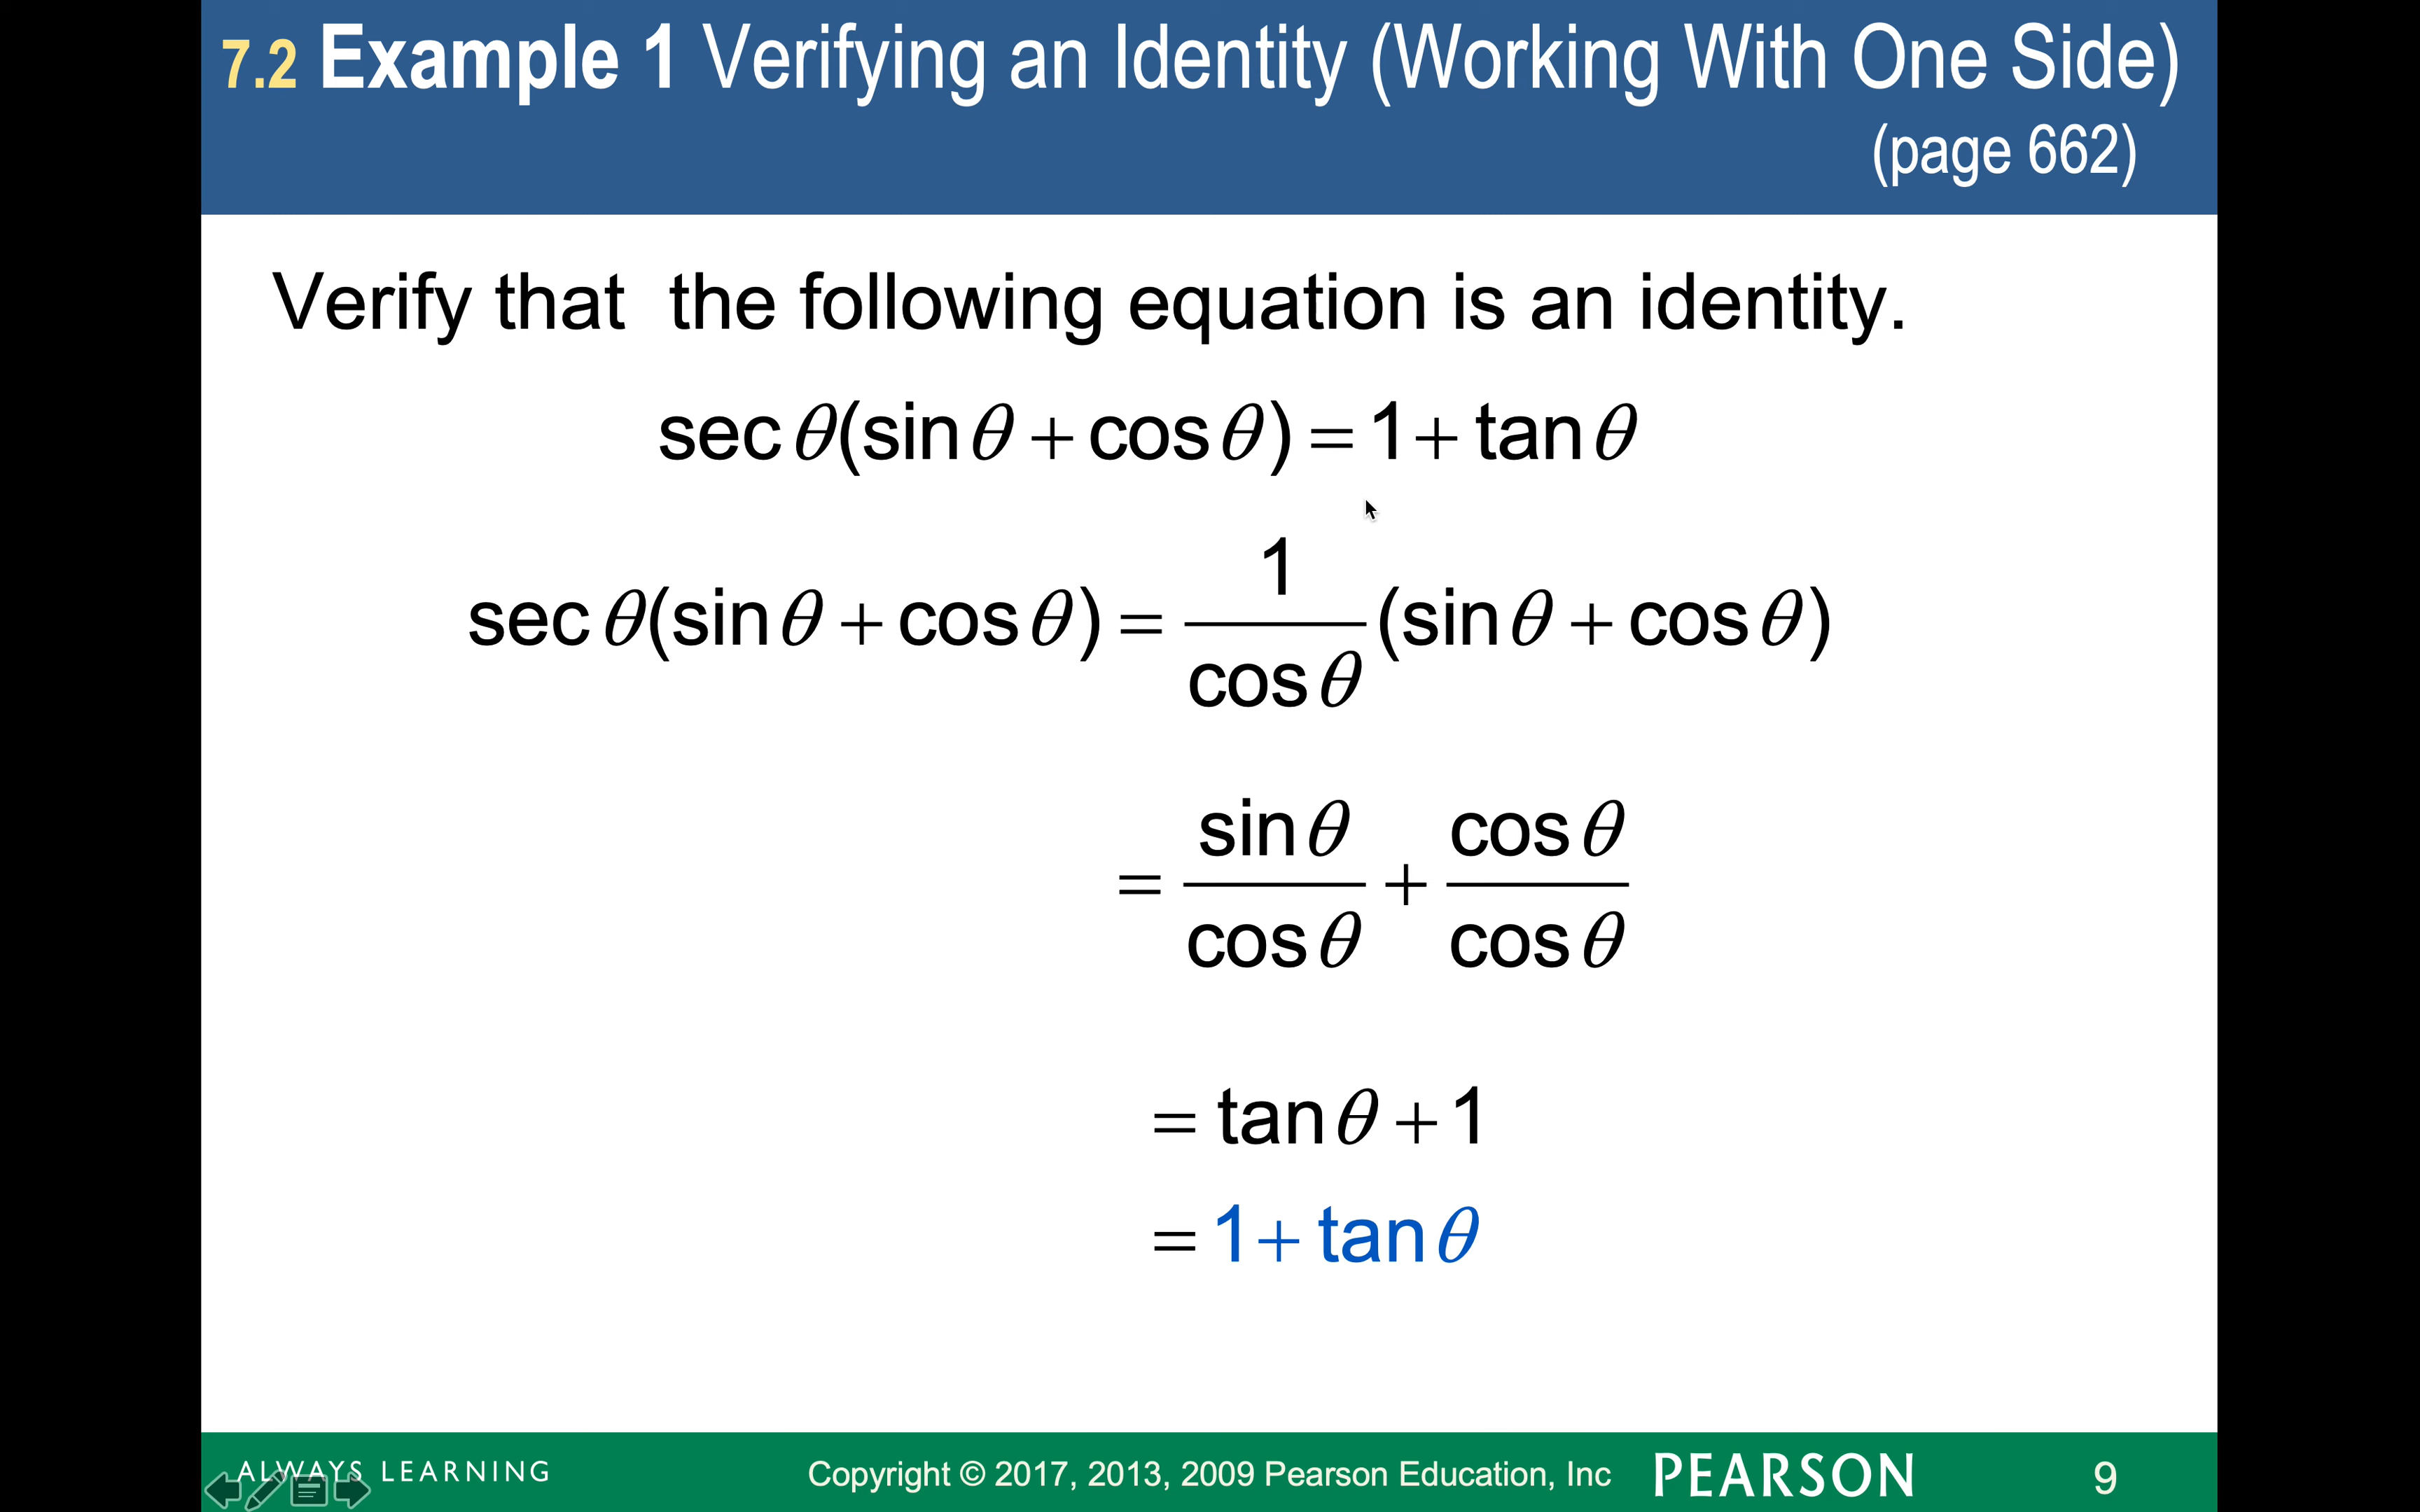 7.2 Example 1 Verifying an Identity (Working With One Side)
(page 662)
Verify that the following equation is an identity.
sec θ(sin θ + cos θ) = 1 + tan θ
sec θ(sin θ + cos θ) = 1/cos θ (sin θ + cos θ)
= sin θ/cos θ + cos θ/cos θ
= tan θ + 1
= 1 + tan θ
ALWAYS LEARNING
Copyright © 2017, 2013, 2009 Pearson Education, Inc
PEARSON
9